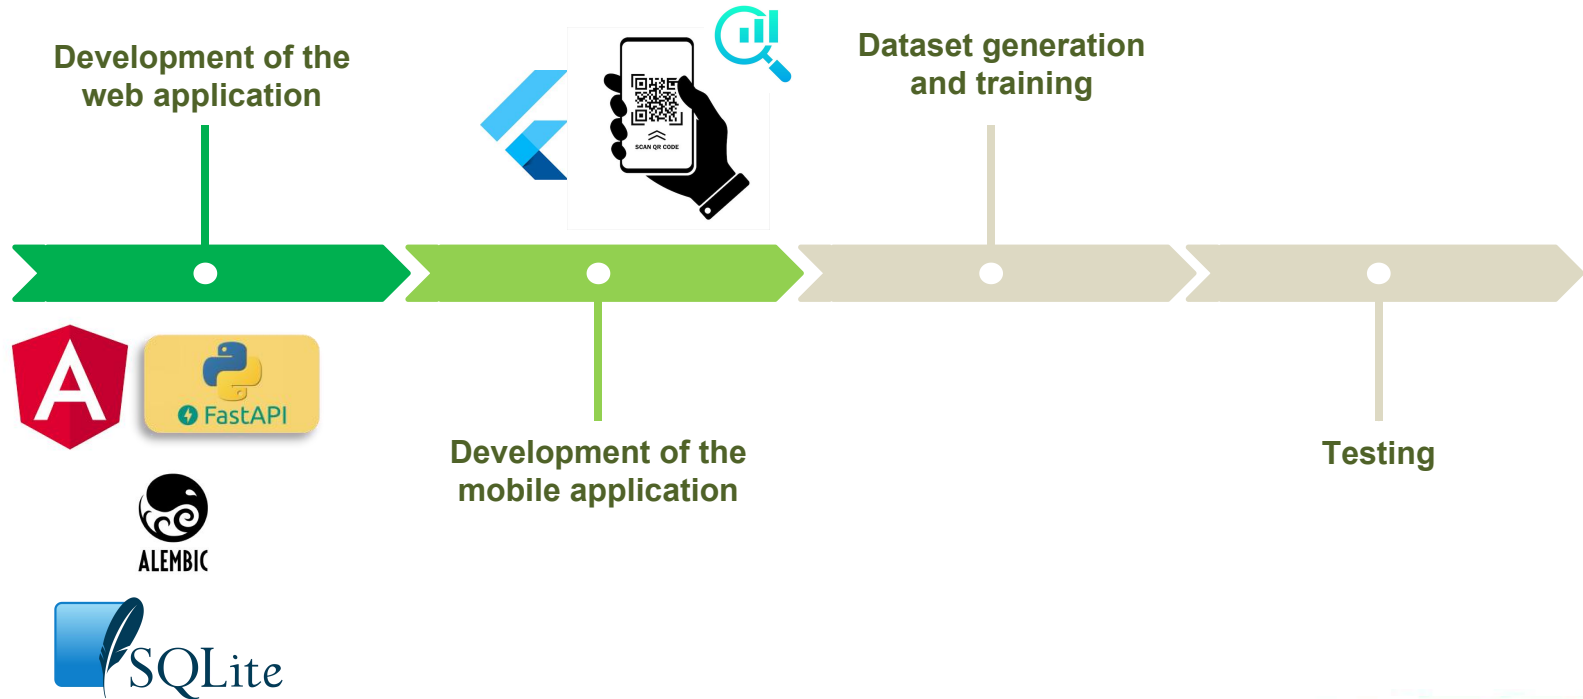 Development of the
web application
SCAN QR CODE
Dataset generation
and training
A
FastAPI
ALEMBIC
SQLite
Development of the
mobile application
Testing